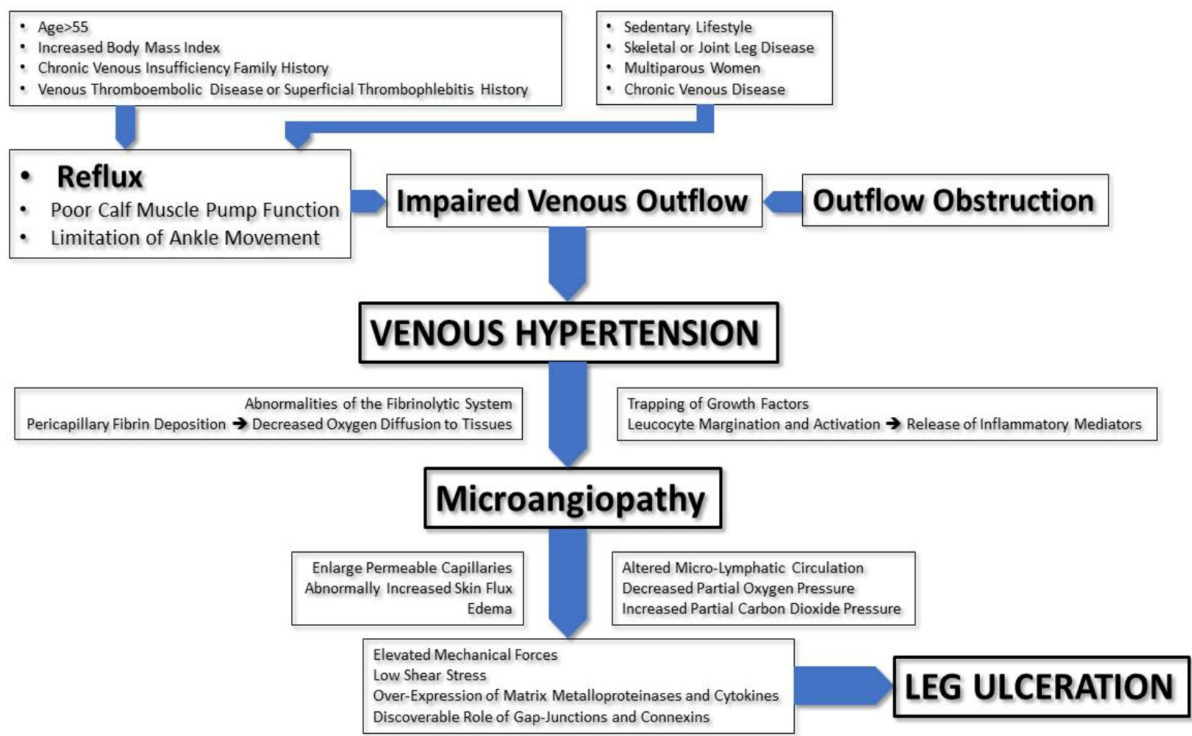 • Age>55
• Increased Body Mass Index
• Chronic Venous Insufficiency Family History
• Venous Thromboembolic Disease or Superficial Thrombophlebitis History
• Sedentary Lifestyle
• Skeletal or Joint Leg Disease
• Multiparous Women
• Chronic Venous Disease
• Reflux
• Poor Calf Muscle Pump Function
• Limitation of Ankle Movement
Impaired Venous Outflow
Outflow Obstruction
VENOUS HYPERTENSION
Abnormalities of the Fibrinolytic System
Pericapillary Fibrin Deposition ➔ Decreased Oxygen Diffusion to Tissues
Trapping of Growth Factors
Leucocyte Margination and Activation ➔ Release of Inflammatory Mediators
Microangiopathy
Enlarge Permeable Capillaries
Abnormally Increased Skin Flux
Edema
Altered Micro-Lymphatic Circulation
Decreased Partial Oxygen Pressure
Increased Partial Carbon Dioxide Pressure
Elevated Mechanical Forces
Low Shear Stress
Over-Expression of Matrix Metalloproteinases and Cytokines
Discoverable Role of Gap-Junctions and Connexins
LEG ULCERATION